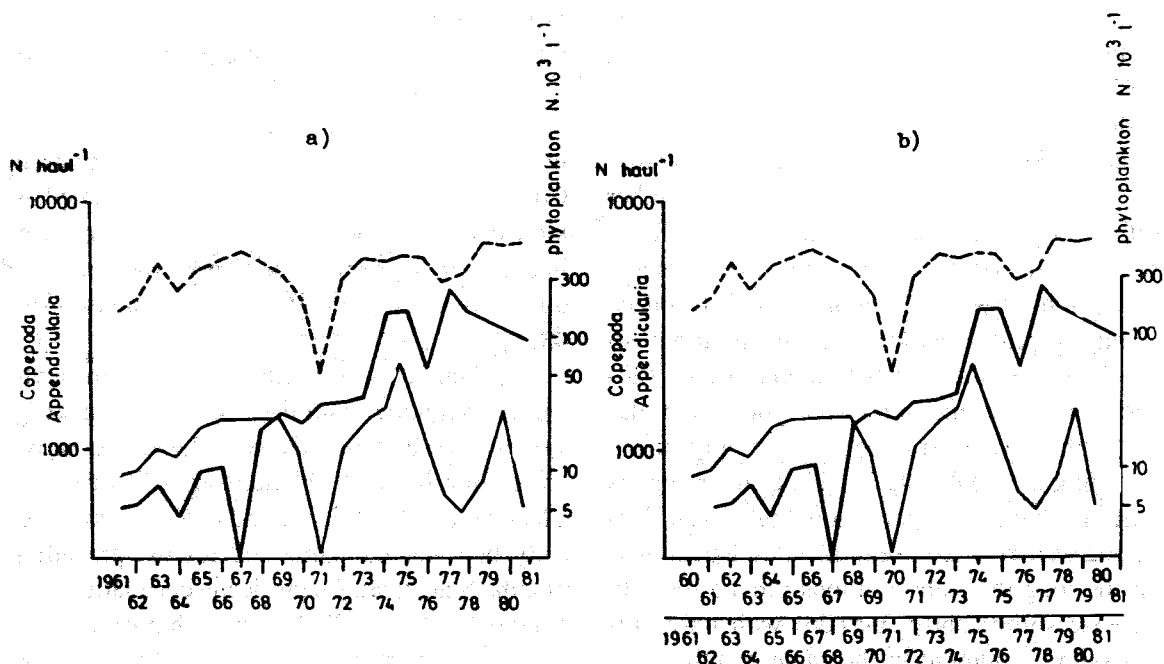 a)
N haul⁻¹
10000
1000
Copepoda
Appendicularia
phytoplankton N.10³ l⁻¹
300
100
50
10
5
1961 63 65 67 69 71 73 75 77 79 81
62 64 66 68 70 72 74 76 78 80
b)
N haul⁻¹
10000
1000
Copepoda
Appendicularia
phytoplankton N 10³ l⁻¹
300
100
10
5
60 62 64 66 68 70 72 74 76 78 80
61 63 65 67 69 71 73 75 77 79 81
1961 63 65 67 69 71 73 75 77 79 81
62 64 66 68 70 72 74 76 78 80